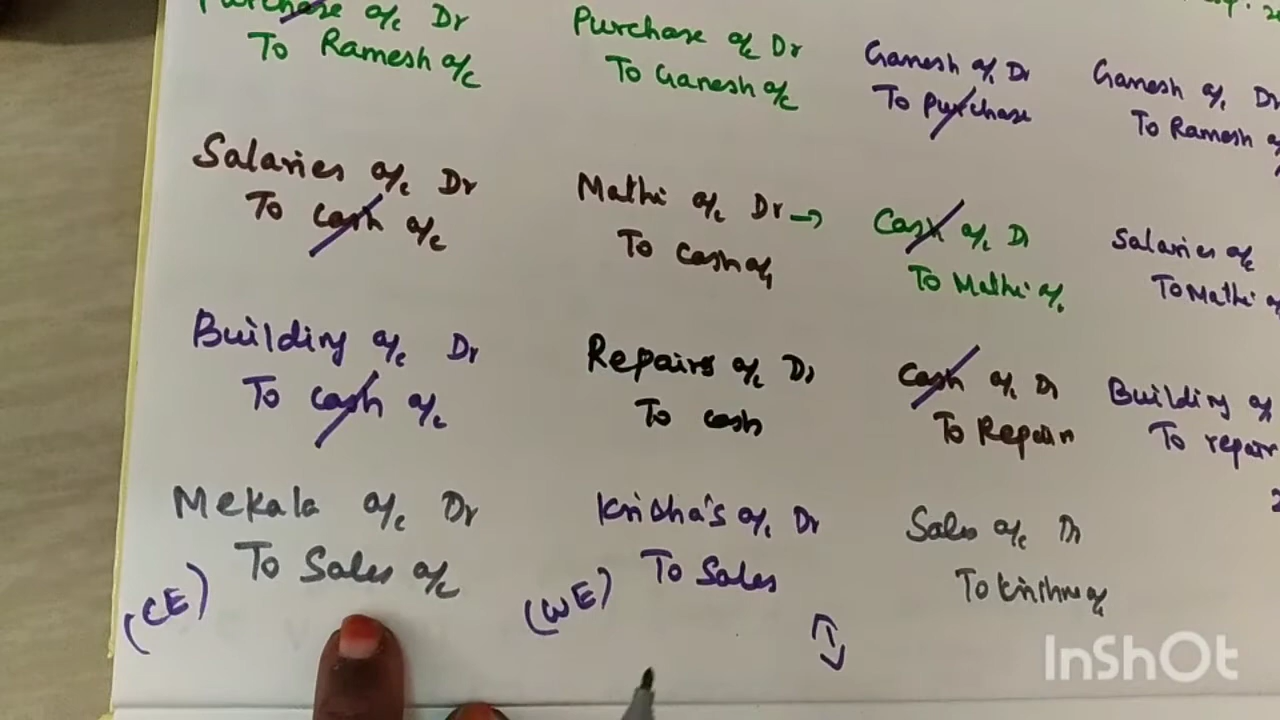 Purchase a/c Dr
To Ramesh a/c
Purchase a/c Dr
To Ganesh a/c
Ganesh a/c Dr
To Purchase
Ganesh a/c Dr
To Ramesh a/
Salaries a/c Dr
To cash a/c
Mathi a/c Dr →
To cash a/c
Cash a/c D
To Mathi a/c
Salaries a/c
To Mathi a/
Building a/c Dr
To cash a/c
Repairs a/c Dr
To cash
Cash a/c Dr
To Repair
Building a/
To repair
Mekala a/c Dr
To Sales a/c
(CE)
Krisha's a/c Dr
To Sales
(WE)
Sales a/c Dr
To Krishna a/c
InShOt